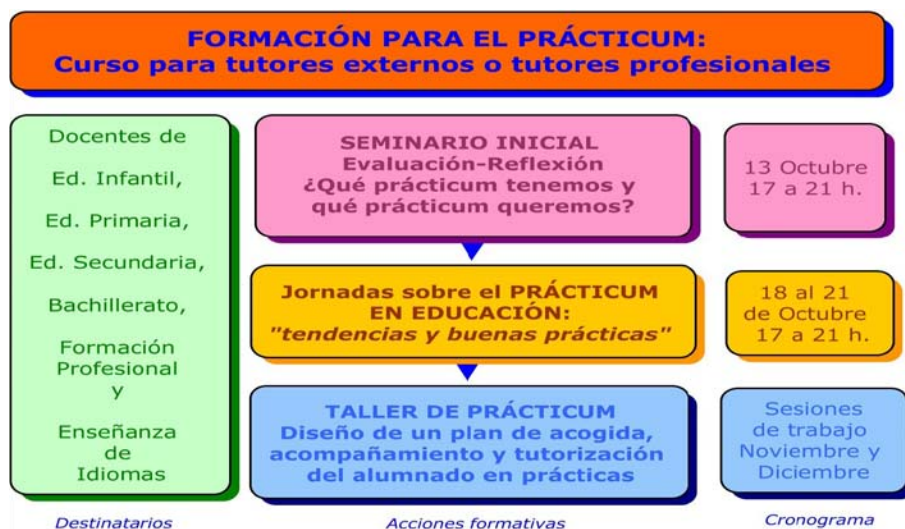 FORMACIÓN PARA EL PRÁCTICUM:
Curso para tutores externos o tutores profesionales
Docentes de
Ed. Infantil,
Ed. Primaria,
Ed. Secundaria,
Bachillerato,
Formación
Profesional
y
Enseñanza
de
Idiomas
SEMINARIO INICIAL
Evaluación-Reflexión
¿Qué prácticum tenemos y
qué prácticum queremos?
13 Octubre
17 a 21 h.
Jornadas sobre el PRÁCTICUM
EN EDUCACIÓN:
"tendencias y buenas prácticas"
18 al 21
de Octubre
17 a 21 h.
TALLER DE PRÁCTICUM
Diseño de un plan de acogida,
acompañamiento y tutorización
del alumnado en prácticas
Sesiones
de trabajo
Noviembre y
Diciembre
Destinatarios
Acciones formativas
Cronograma